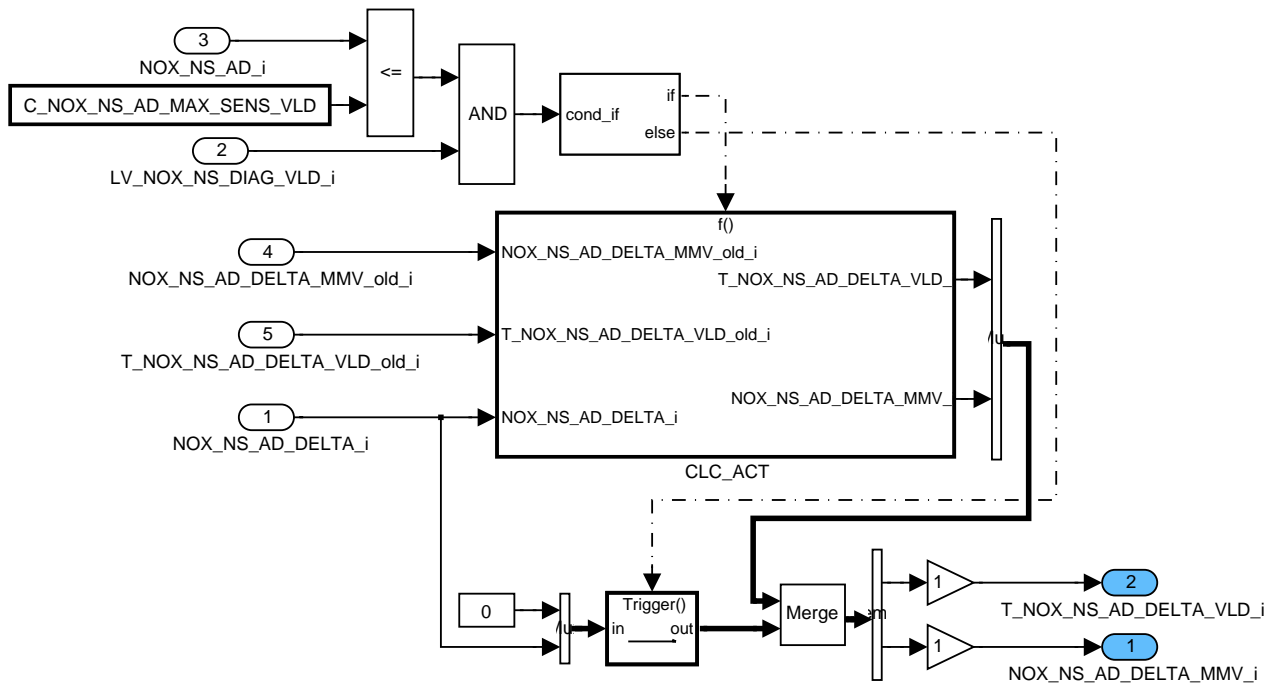 3
NOX_NS_AD_i
<=
C_NOX_NS_AD_MAX_SENS_VLD
AND
2
LV_NOX_NS_DIAG_VLD_i
cond_if
if
else
f()
4
NOX_NS_AD_DELTA_MMV_old_i
NOX_NS_AD_DELTA_MMV_old_i
T_NOX_NS_AD_DELTA_VLD_
5
T_NOX_NS_AD_DELTA_VLD_old_i
T_NOX_NS_AD_DELTA_VLD_old_i
NOX_NS_AD_DELTA_MMV_
1
NOX_NS_AD_DELTA_i
NOX_NS_AD_DELTA_i
CLC_ACT
0
Trigger()
in
out
Merge
1
2
T_NOX_NS_AD_DELTA_VLD_i
1
1
NOX_NS_AD_DELTA_MMV_i